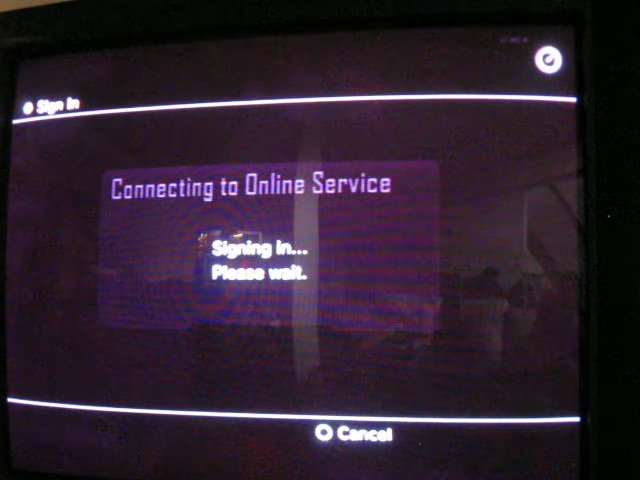 Sign In
Connecting to Online Service
Signing in...
Please wait.
Cancel